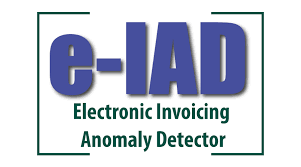 e-IAD
Electronic Invoicing
Anomaly Detector